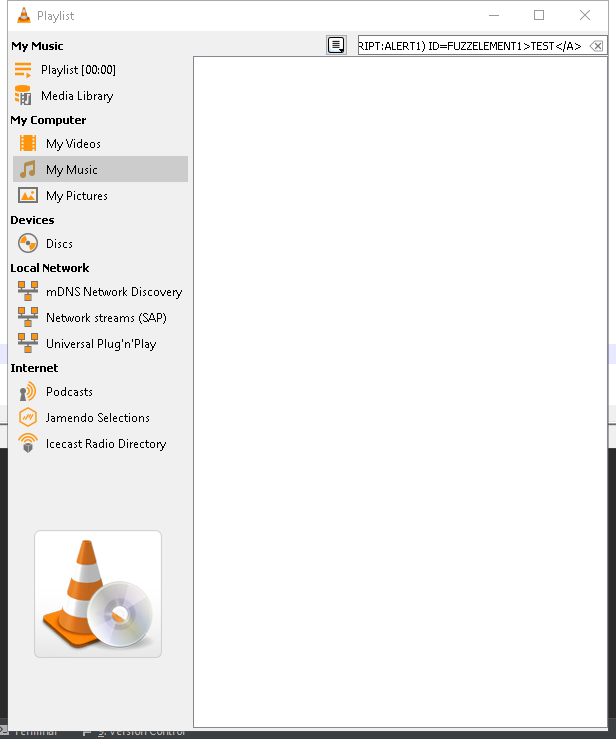 Playlist
My Music
RIPT:ALERT1) ID=FUZZELEMENT1>TEST</A>
Playlist [00:00]
Media Library
My Computer
My Videos
My Music
My Pictures
Devices
Discs
Local Network
mDNS Network Discovery
Network streams (SAP)
Universal Plug'n'Play
Internet
Podcasts
Jamendo Selections
Icecast Radio Directory
Terminal 9: Version Control